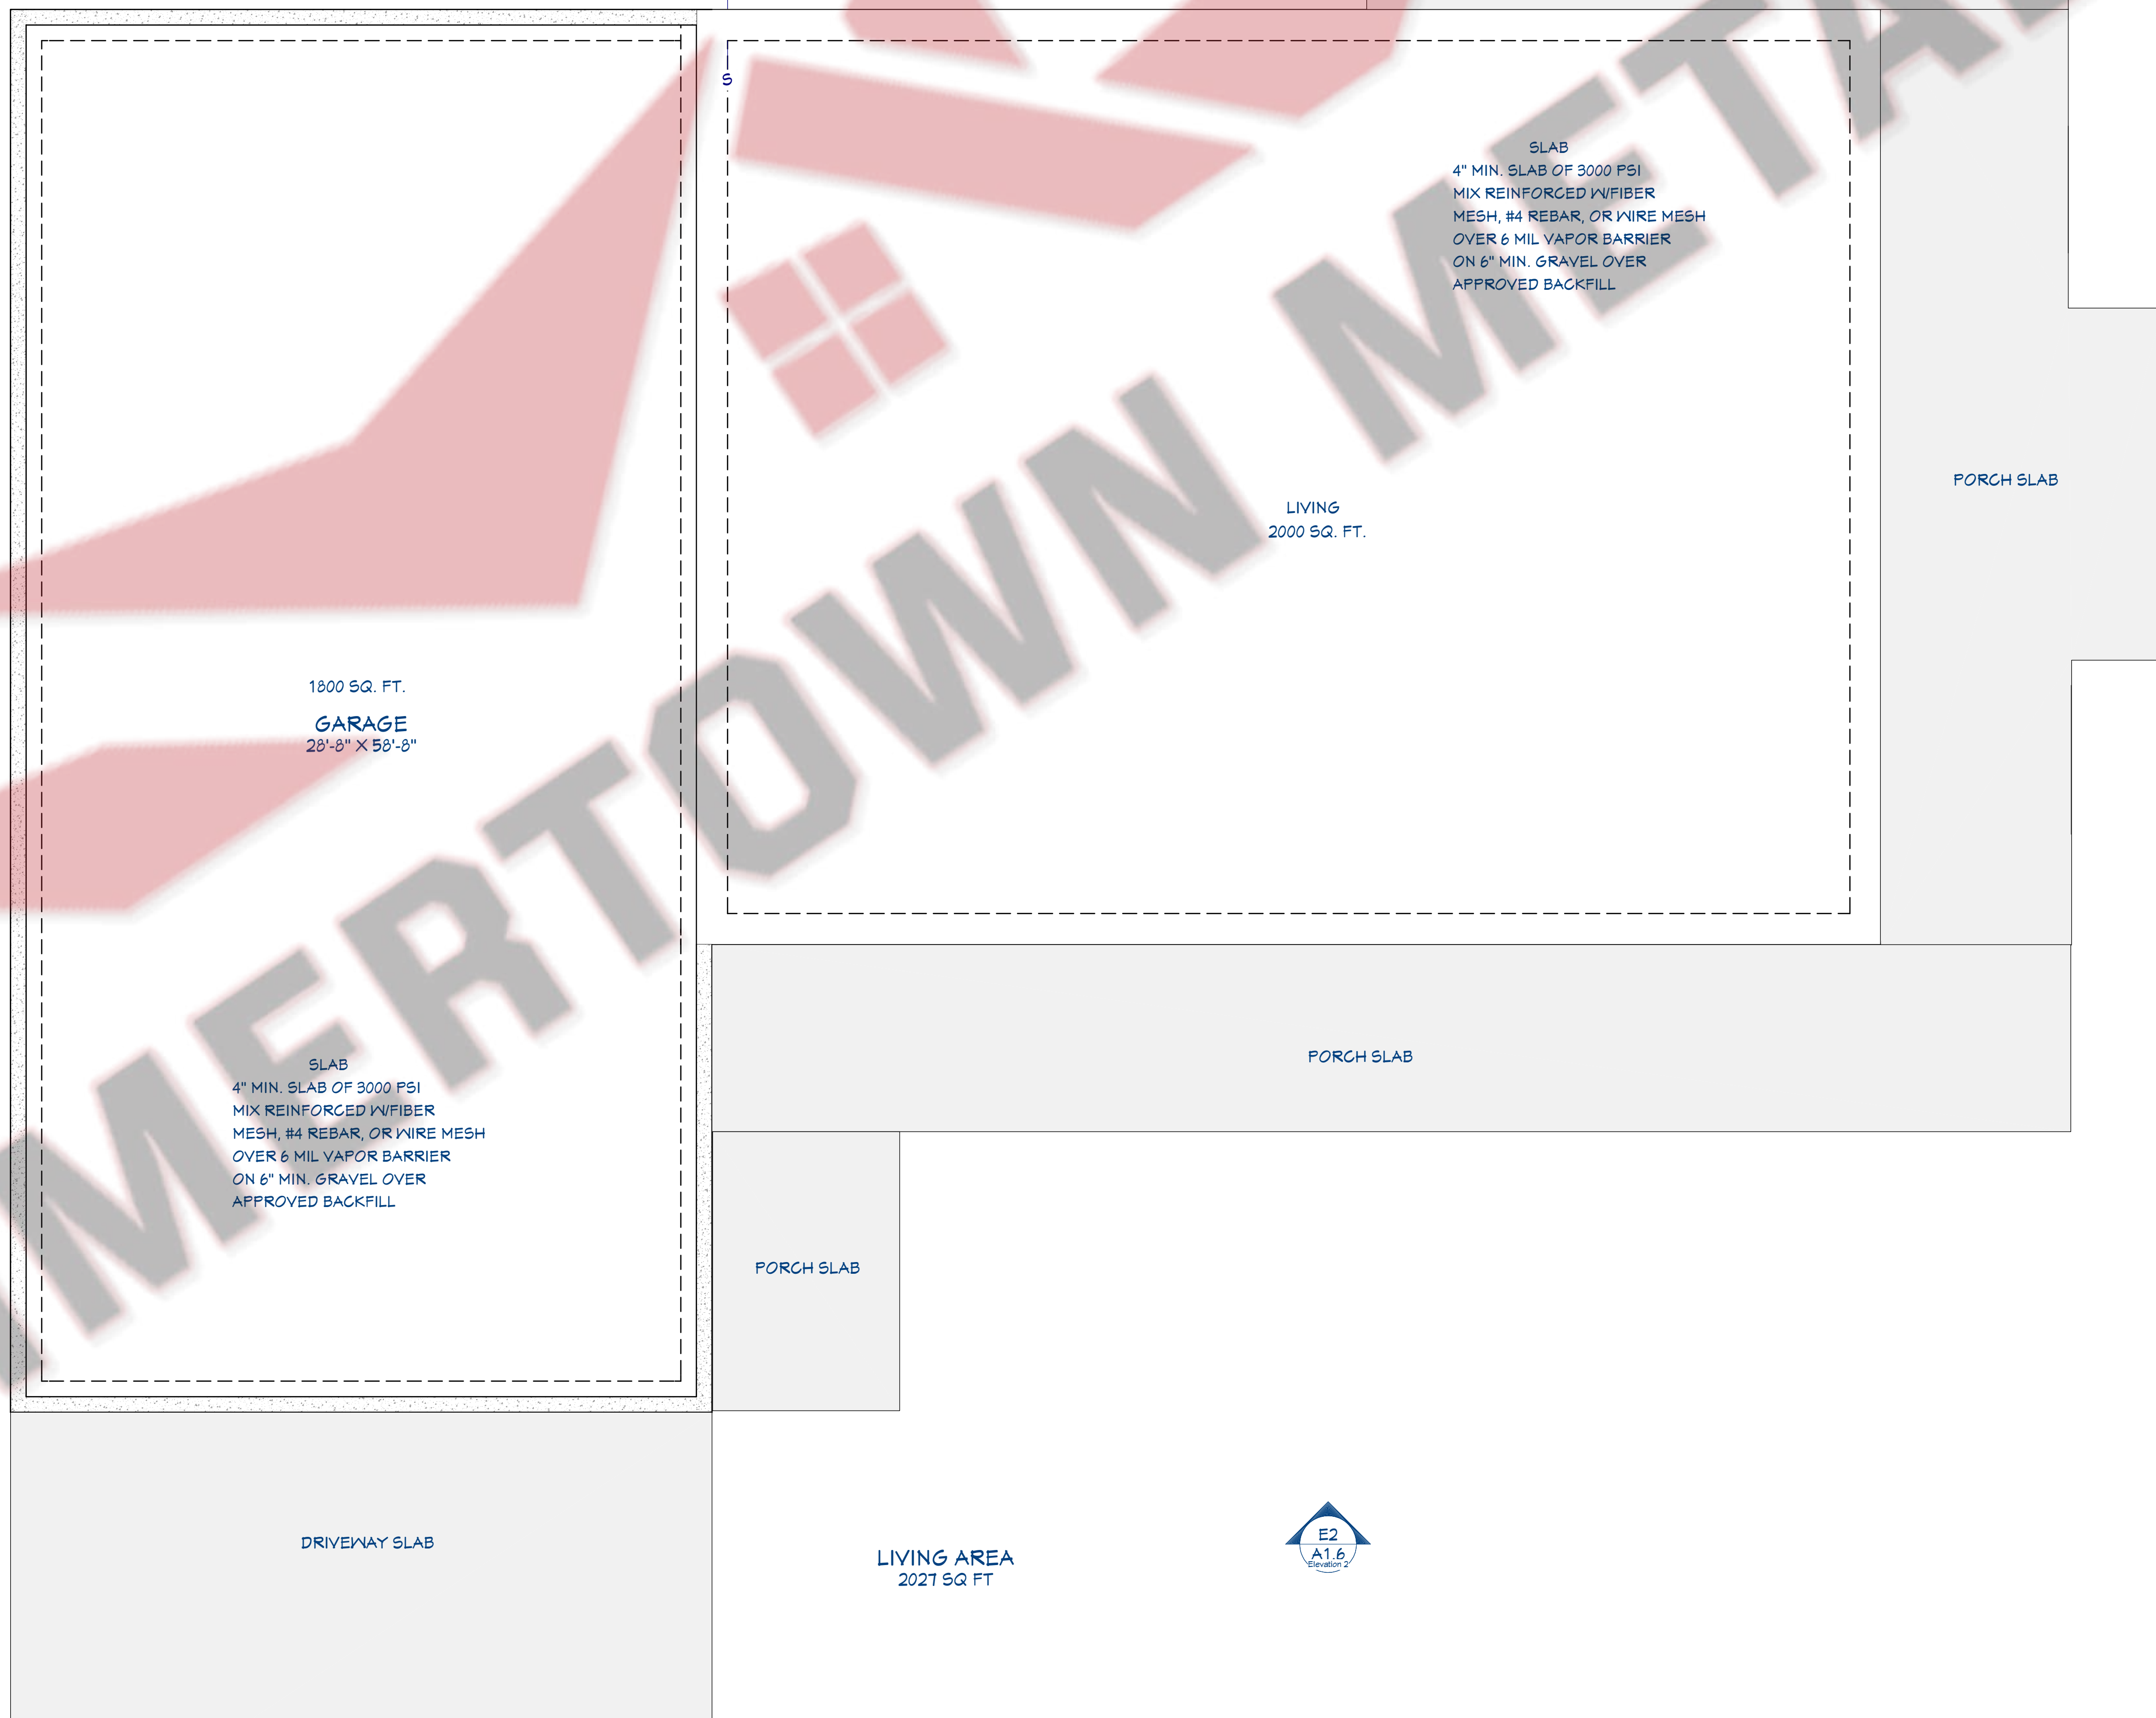 S
SLAB
4" MIN. SLAB OF 3000 PSI
MIX REINFORCED W/FIBER
MESH, #4 REBAR, OR WIRE MESH
OVER 6 MIL VAPOR BARRIER
ON 6" MIN. GRAVEL OVER
APPROVED BACKFILL
PORCH SLAB
LIVING
2000 SQ. FT.
1800 SQ. FT.
GARAGE
28'-8" X 58'-8"
MERTOWN METAL
SLAB
4" MIN. SLAB OF 3000 PSI
MIX REINFORCED W/FIBER
MESH, #4 REBAR, OR WIRE MESH
OVER 6 MIL VAPOR BARRIER
ON 6" MIN. GRAVEL OVER
APPROVED BACKFILL
PORCH SLAB
PORCH SLAB
DRIVEWAY SLAB
LIVING AREA
2027 SQ FT
E2
A1.6
Elevation 2